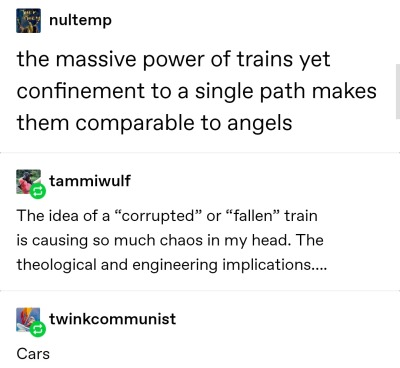 nultemp
the massive power of trains yet
confinement to a single path makes
them comparable to angels
tammiwulf
The idea of a “corrupted” or “fallen” train
is causing so much chaos in my head. The
theological and engineering implications....
twinkcommunist
Cars